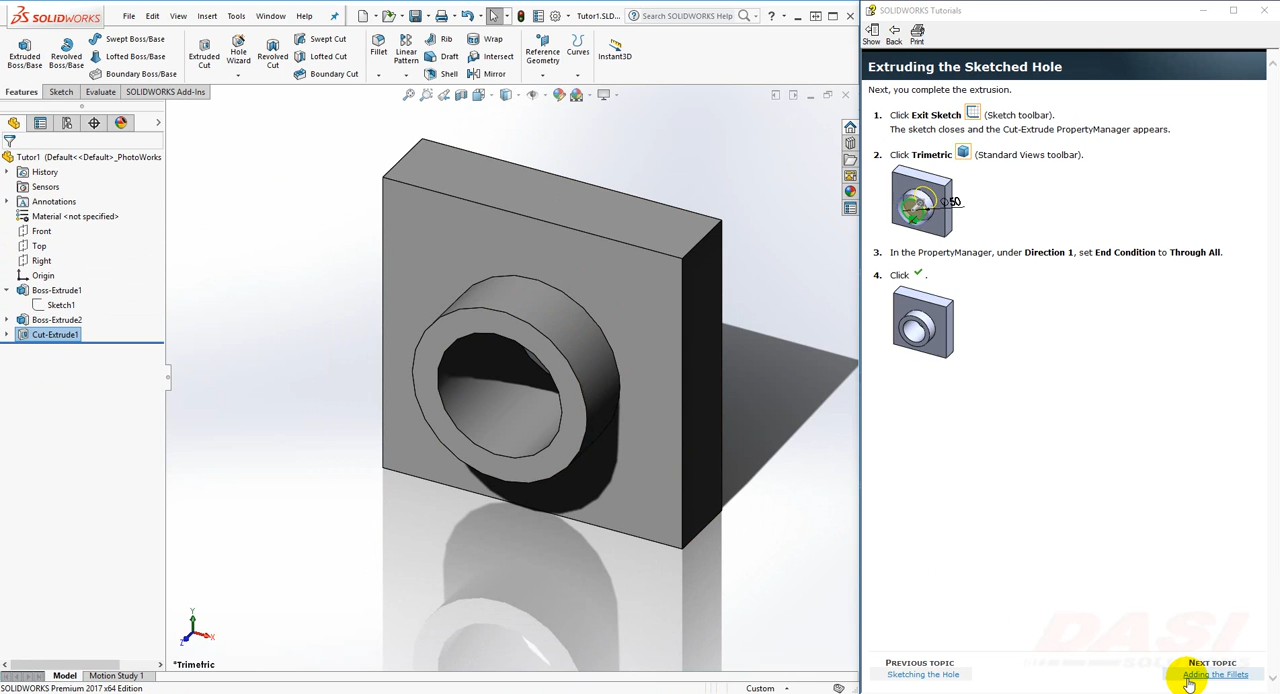 SOLIDWORKS
File
Edit
View
Insert
Tools
Window
Help
Tutor1.SLD...
Search SOLIDWORKS Help
Extruded Boss/Base
Revolved Boss/Base
Swept Boss/Base
Lofted Boss/Base
Boundary Boss/Base
Extruded Cut
Hole Wizard
Revolved Cut
Swept Cut
Lofted Cut
Boundary Cut
Fillet
Linear Pattern
Rib
Draft
Shell
Wrap
Intersect
Mirror
Reference Geometry
Curves
Instant3D
Features
Sketch
Evaluate
SOLIDWORKS Add-Ins
Tutor1 (Default<<Default>_PhotoWorks
History
Sensors
Annotations
Material <not specified>
Front
Top
Right
Origin
Boss-Extrude1
Sketch1
Boss-Extrude2
Cut-Extrude1
Y
X
Z
*Trimetric
Model
Motion Study 1
SOLIDWORKS Premium 2017 x64 Edition
Custom
SOLIDWORKS Tutorials
Show
Back
Print
Extruding the Sketched Hole
Next, you complete the extrusion.
1. Click Exit Sketch (Sketch toolbar).
The sketch closes and the Cut-Extrude PropertyManager appears.
2. Click Trimetric (Standard Views toolbar).
∅50
3. In the PropertyManager, under Direction 1, set End Condition to Through All.
4. Click .
DASI
PREVIOUS TOPIC
Sketching the Hole
NEXT TOPIC
Adding the Fillets